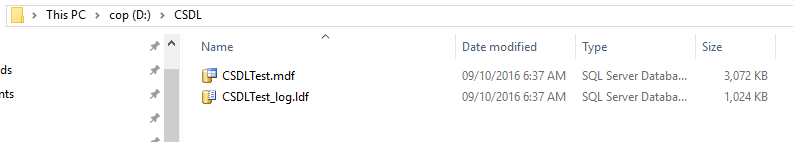 This PC > cop (D:) > CSDL
Name Date modified Type Size
ds CSDLTest.mdf 09/10/2016 6:37 AM SQL Server Databa... 3,072 KB
nts CSDLTest_log.ldf 09/10/2016 6:37 AM SQL Server Databa... 1,024 KB